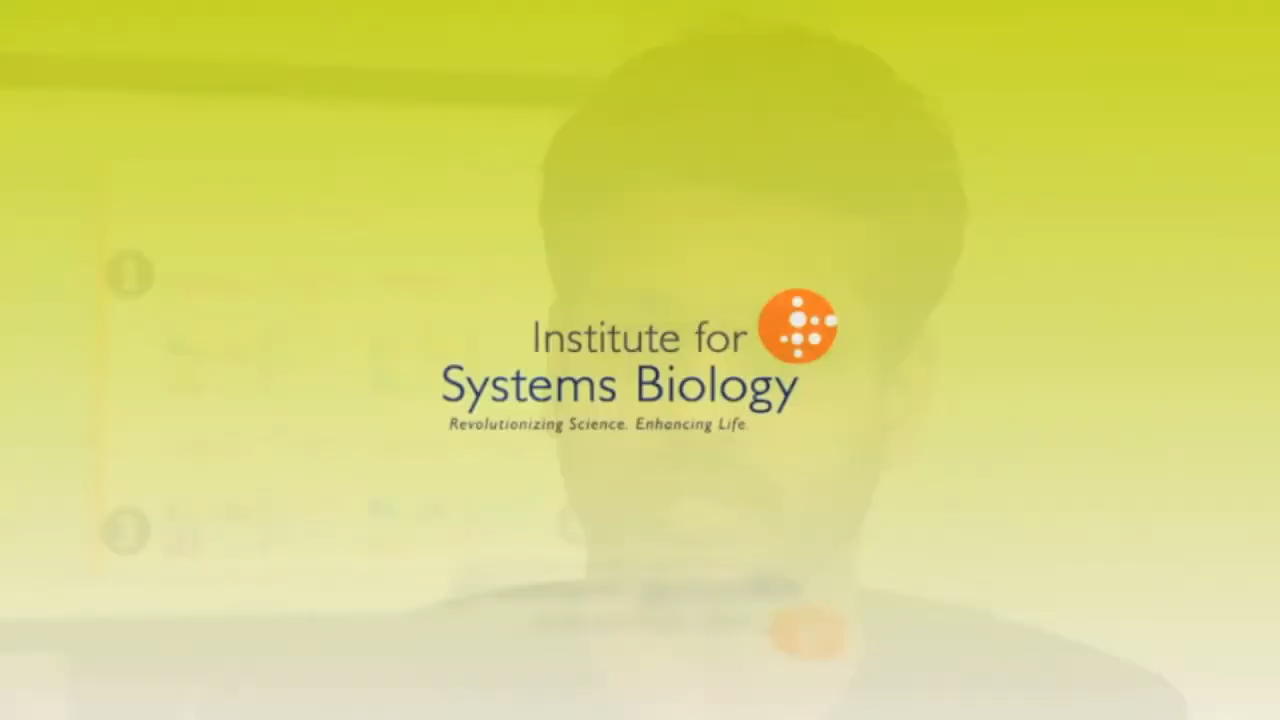 Institute for
Systems Biology
Revolutionizing Science. Enhancing Life.